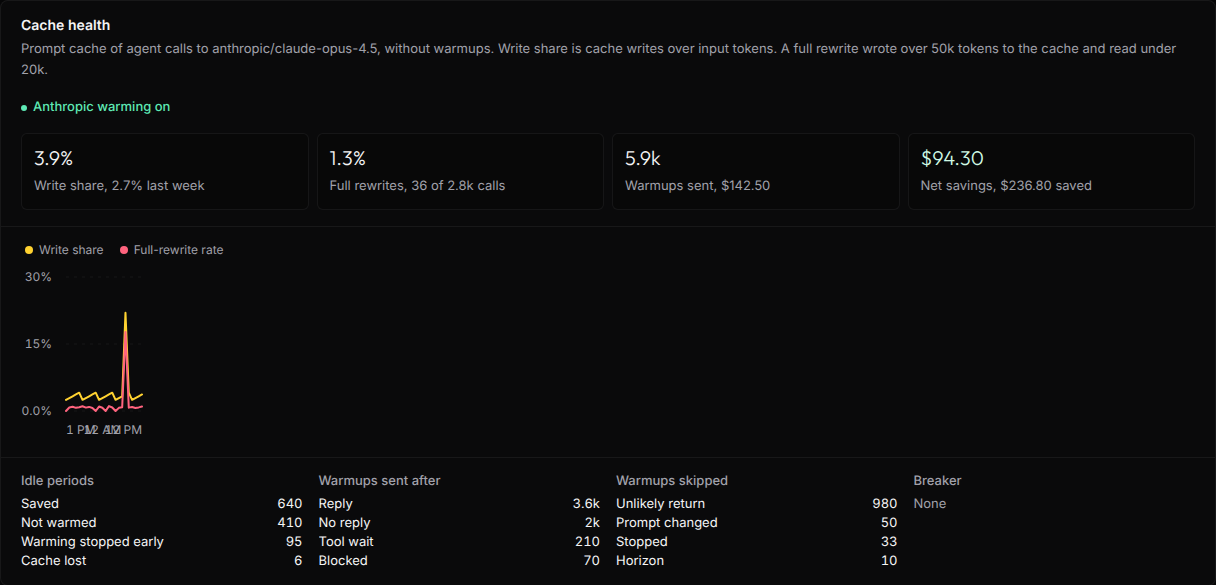 Cache health
Prompt cache of agent calls to anthropic/claude-opus-4.5, without warmups. Write share is cache writes over input tokens. A full rewrite wrote over 50k tokens to the cache and read under
20k.
Anthropic warming on
3.9%
Write share, 2.7% last week
1.3%
Full rewrites, 36 of 2.8k calls
5.9k
Warmups sent, $142.50
$94.30
Net savings, $236.80 saved
Write share
Full-rewrite rate
30%
15%
0.0%
1 PM 12 AM 12 PM
Idle periods
Saved 640
Not warmed 410
Warming stopped early 95
Cache lost 6
Warmups sent after
Reply 3.6k
No reply 2k
Tool wait 210
Blocked 70
Warmups skipped
Unlikely return 980
Prompt changed 50
Stopped 33
Horizon 10
Breaker
None